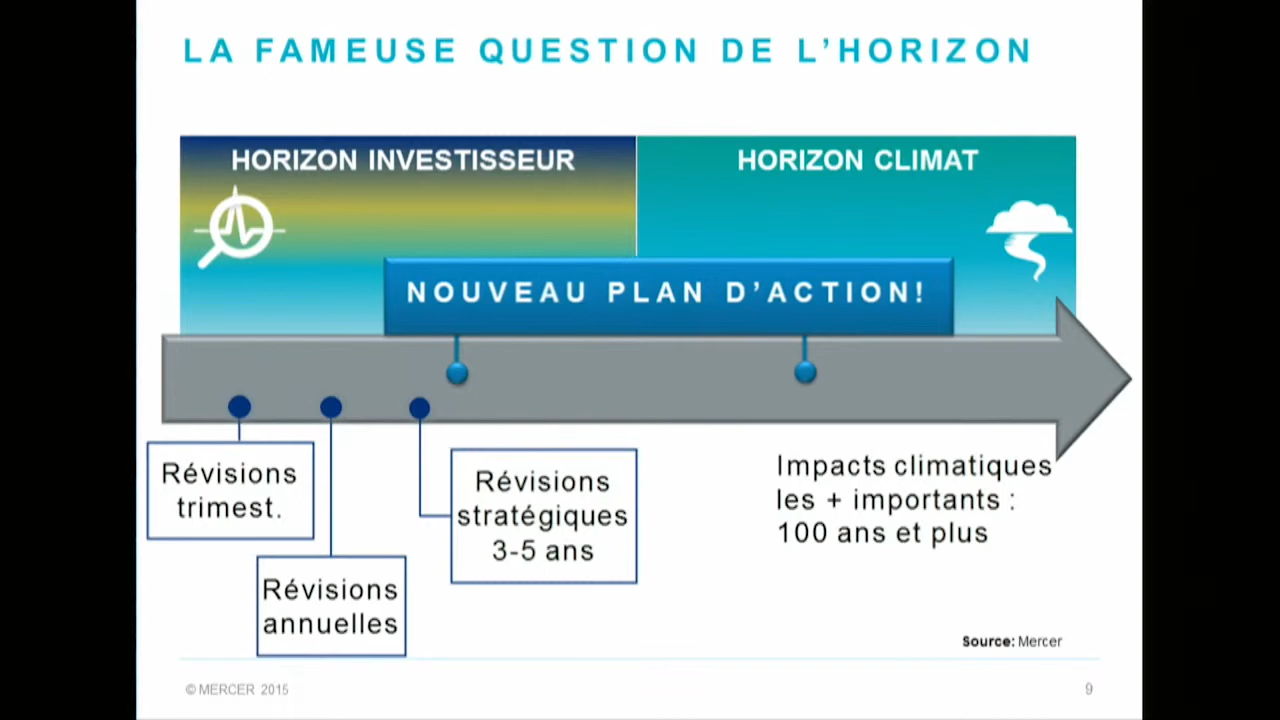 LA FAMEUSE QUESTION DE L’HORIZON
HORIZON INVESTISSEUR
HORIZON CLIMAT
NOUVEAU PLAN D’ACTION!
Révisions
trimest.
Révisions
annuelles
Révisions
stratégiques
3-5 ans
Impacts climatiques
les + importants :
100 ans et plus
Source: Mercer
© MERCER 2015
9